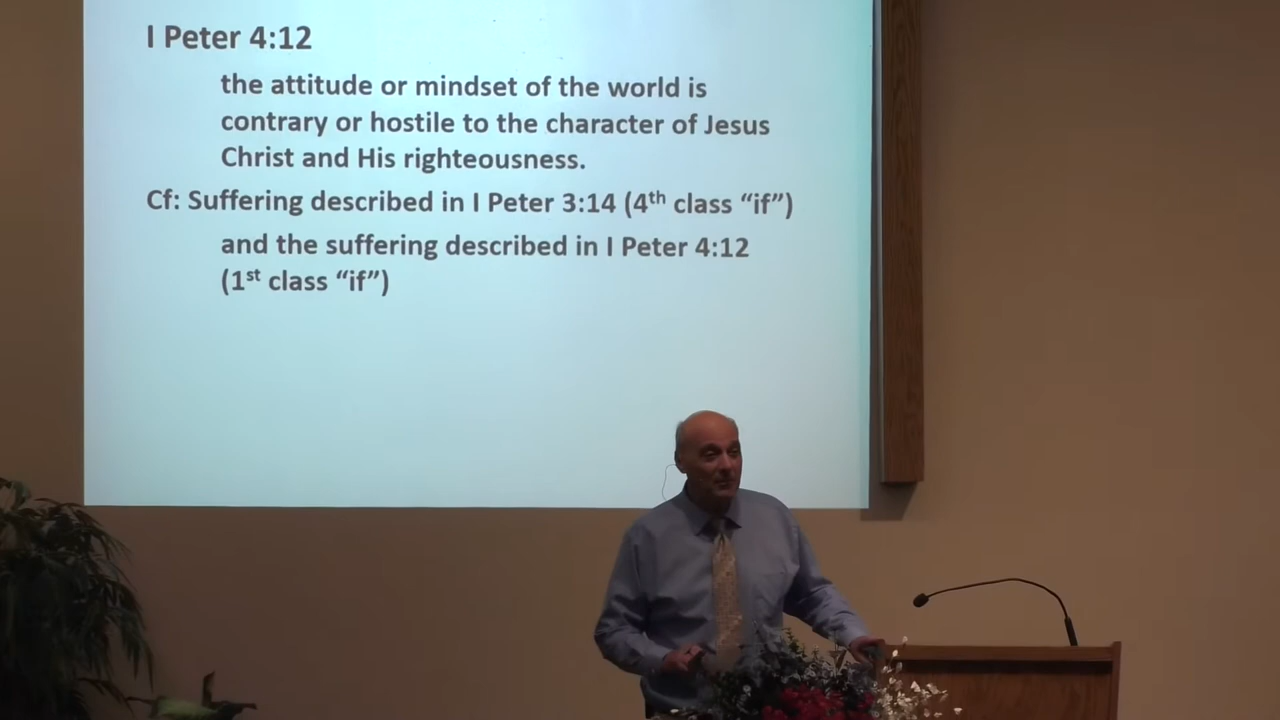 I Peter 4:12
the attitude or mindset of the world is
contrary or hostile to the character of Jesus
Christ and His righteousness.
Cf: Suffering described in I Peter 3:14 (4th class “if”)
and the suffering described in I Peter 4:12
(1st class “if”)